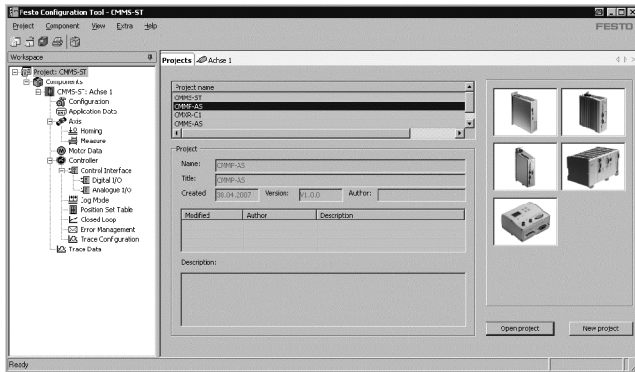 Festo Configuration Tool - CMMS-ST
Project Component View Extra Help
FESTO
Workspace
Projects Achse 1
Project: CMMS-ST
Components
CMMS-ST: Achse 1
Configuration
Application Data
Axis
Homing
Measure
Motor Data
Controller
Control Interface
Digital I/O
Analogue I/O
Jog Mode
Position Set Table
Closed Loop
Error Management
Trace Configuration
Trace Data
Project name
CMMS-ST
CMMP-AS
CMXR-C1
CMMS-AS
Project
Name: CMMP-AS
Title: CMMP-AS
Created 30.04.2007 Version: V1.0.0 Author:
Modified Author Description
Description:
Open project New project
Ready